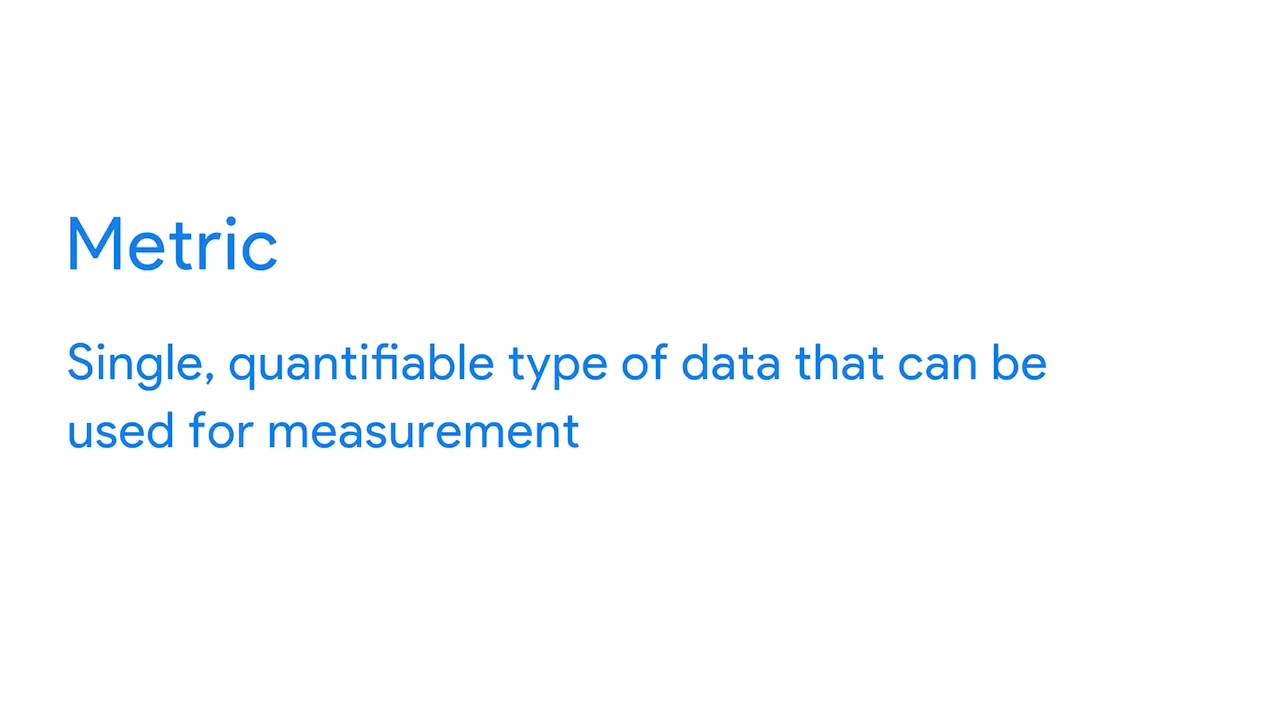 Metric
Single, quantifiable type of data that can be
used for measurement